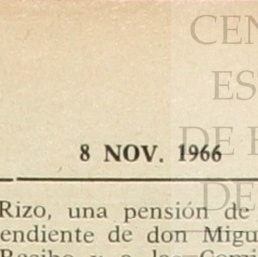 CEN
ES
DE
DE
8 NOV. 1966
Rizo, una pensión de
endiente de don Migu